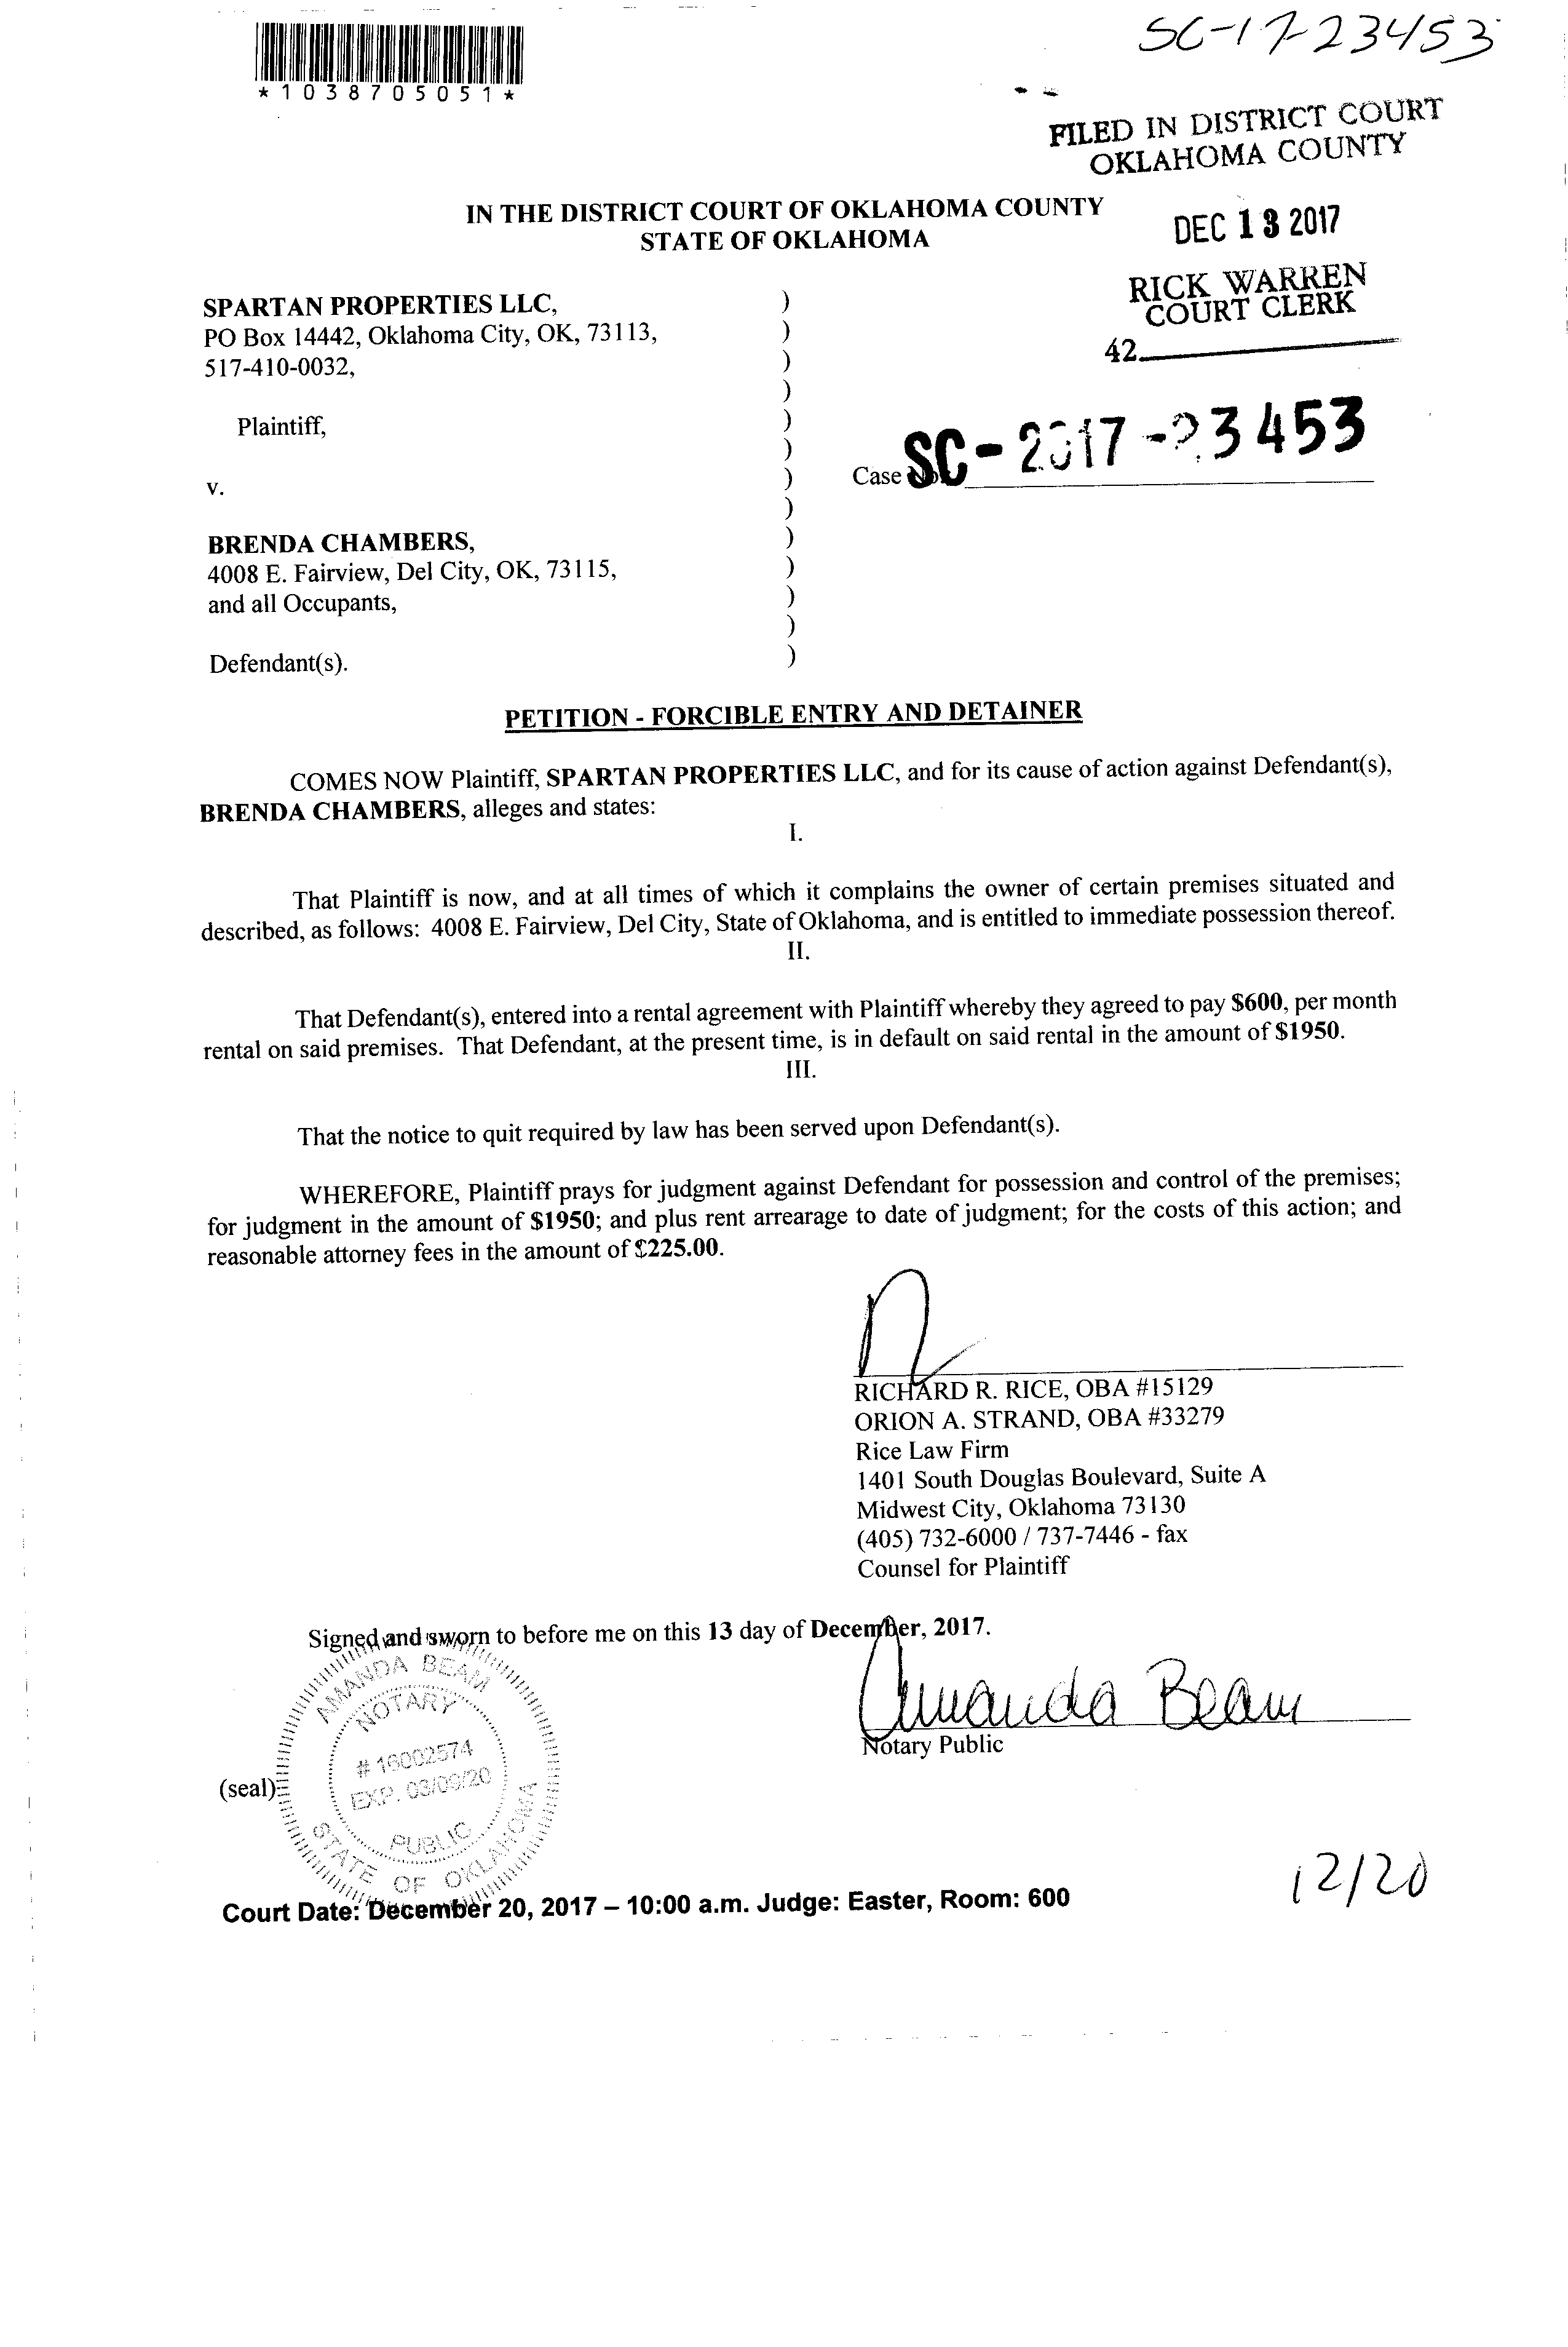 SC-17-23453
*1038705051*
FILED IN DISTRICT COURT
OKLAHOMA COUNTY
IN THE DISTRICT COURT OF OKLAHOMA COUNTY
STATE OF OKLAHOMA
DEC 13 2017
RICK WARREN
COURT CLERK
42
SPARTAN PROPERTIES LLC, )
PO Box 14442, Oklahoma City, OK, 73113, )
517-410-0032, )
)
Plaintiff, )
)
v. )
)
BRENDA CHAMBERS, )
4008 E. Fairview, Del City, OK, 73115, )
and all Occupants, )
)
Defendant(s). )
Case No. SC-2017-23453
PETITION - FORCIBLE ENTRY AND DETAINER
COMES NOW Plaintiff, SPARTAN PROPERTIES LLC, and for its cause of action against Defendant(s),
BRENDA CHAMBERS, alleges and states:
I.
That Plaintiff is now, and at all times of which it complains the owner of certain premises situated and
described, as follows: 4008 E. Fairview, Del City, State of Oklahoma, and is entitled to immediate possession thereof.
II.
That Defendant(s), entered into a rental agreement with Plaintiff whereby they agreed to pay $600, per month
rental on said premises. That Defendant, at the present time, is in default on said rental in the amount of $1950.
III.
That the notice to quit required by law has been served upon Defendant(s).
WHEREFORE, Plaintiff prays for judgment against Defendant for possession and control of the premises;
for judgment in the amount of $1950; and plus rent arrearage to date of judgment; for the costs of this action; and
reasonable attorney fees in the amount of $225.00.
RICHARD R. RICE, OBA #15129
ORION A. STRAND, OBA #33279
Rice Law Firm
1401 South Douglas Boulevard, Suite A
Midwest City, Oklahoma 73130
(405) 732-6000 / 737-7446 - fax
Counsel for Plaintiff
Signed and sworn to before me on this 13 day of December, 2017.
Amanda Beam
Notary Public
(seal)
AMANDA BEAM
NOTARY
# 16002574
EXP. 03/09/20
PUBLIC
STATE OF OKLAHOMA
12/20
Court Date: December 20, 2017 – 10:00 a.m. Judge: Easter, Room: 600